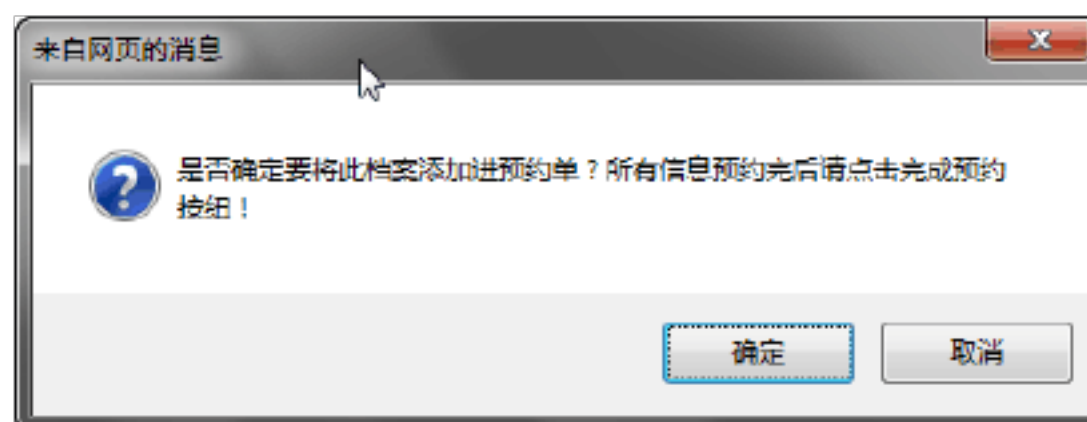 来自网页的消息
是否确定要将此档案添加进预约单？所有信息预约完后请点击完成预约
按钮！
确定
取消